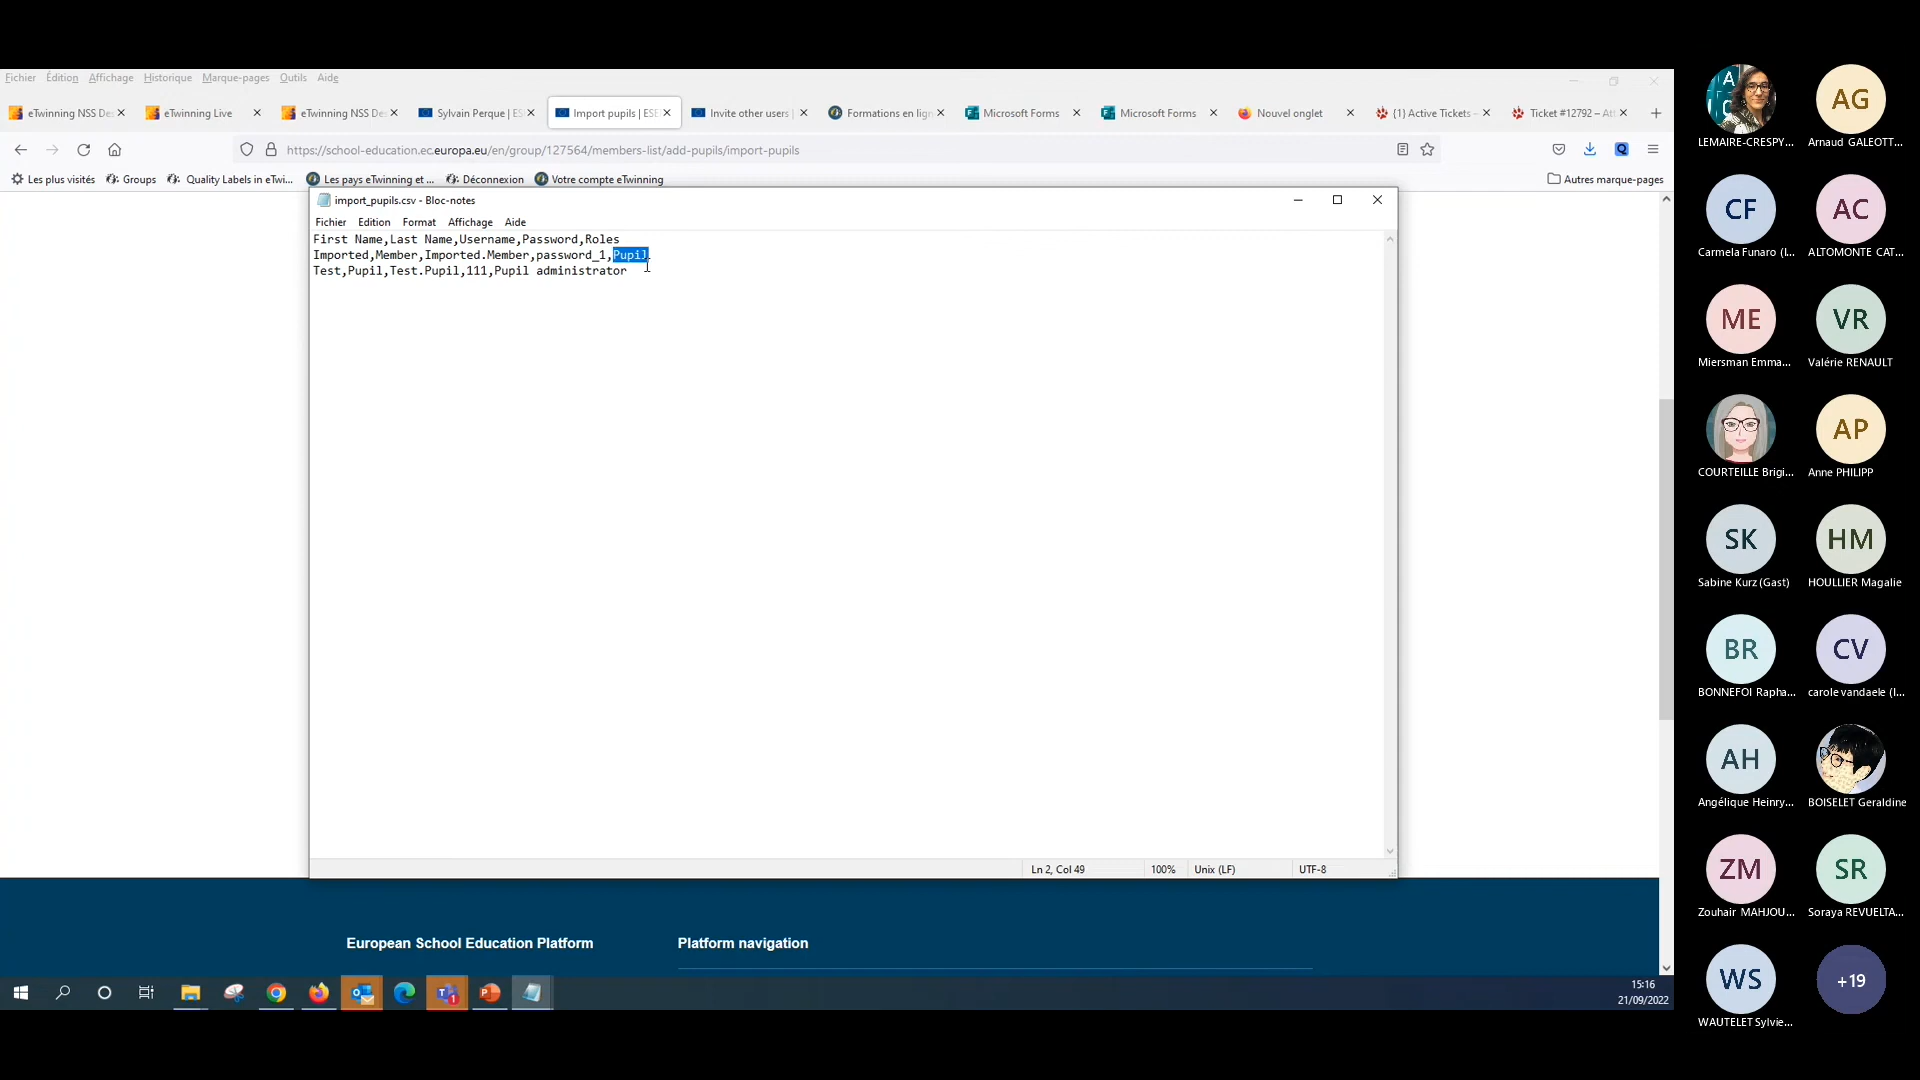 Fichier Édition Affichage Historique Marque-pages Outils Aide
eTwinning NSS De
eTwinning Live
eTwinning NSS De
Sylvain Perque | ES
Import pupils | ESE
Invite other users |
Formations en lign
Microsoft Forms
Microsoft Forms
Nouvel onglet
(1) Active Tickets -
Ticket #12792 – At
https://school-education.ec.europa.eu/en/group/127564/members-list/add-pupils/import-pupils
Les plus visités
Groups
Quality Labels in eTwi...
Les pays eTwinning et ...
Déconnexion
Votre compte eTwinning
Autres marque-pages
import_pupils.csv - Bloc-notes
Fichier Edition Format Affichage Aide
First Name,Last Name,Username,Password,Roles
Imported,Member,Imported.Member,password_1,Pupil
Test,Pupil,Test.Pupil,111,Pupil administrator
Ln 2, Col 49
100%
Unix (LF)
UTF-8
European School Education Platform
Platform navigation
15:16
21/09/2022
LEMAIRE-CRESPY...
AG
Arnaud GALEOTT...
CF
Carmela Funaro (I...
AC
ALTOMONTE CAT...
ME
Miersman Emma...
VR
Valérie RENAULT
COURTEILLE Brigi...
AP
Anne PHILIPP
SK
Sabine Kurz (Gast)
HM
HOULLIER Magalie
BR
BONNEFOI Rapha...
CV
carole vandaele (I...
AH
Angélique Heinry...
BOISELET Geraldine
ZM
Zouhair MAHJOU...
SR
Soraya REVUELTA...
WS
WAUTELET Sylvie...
+19